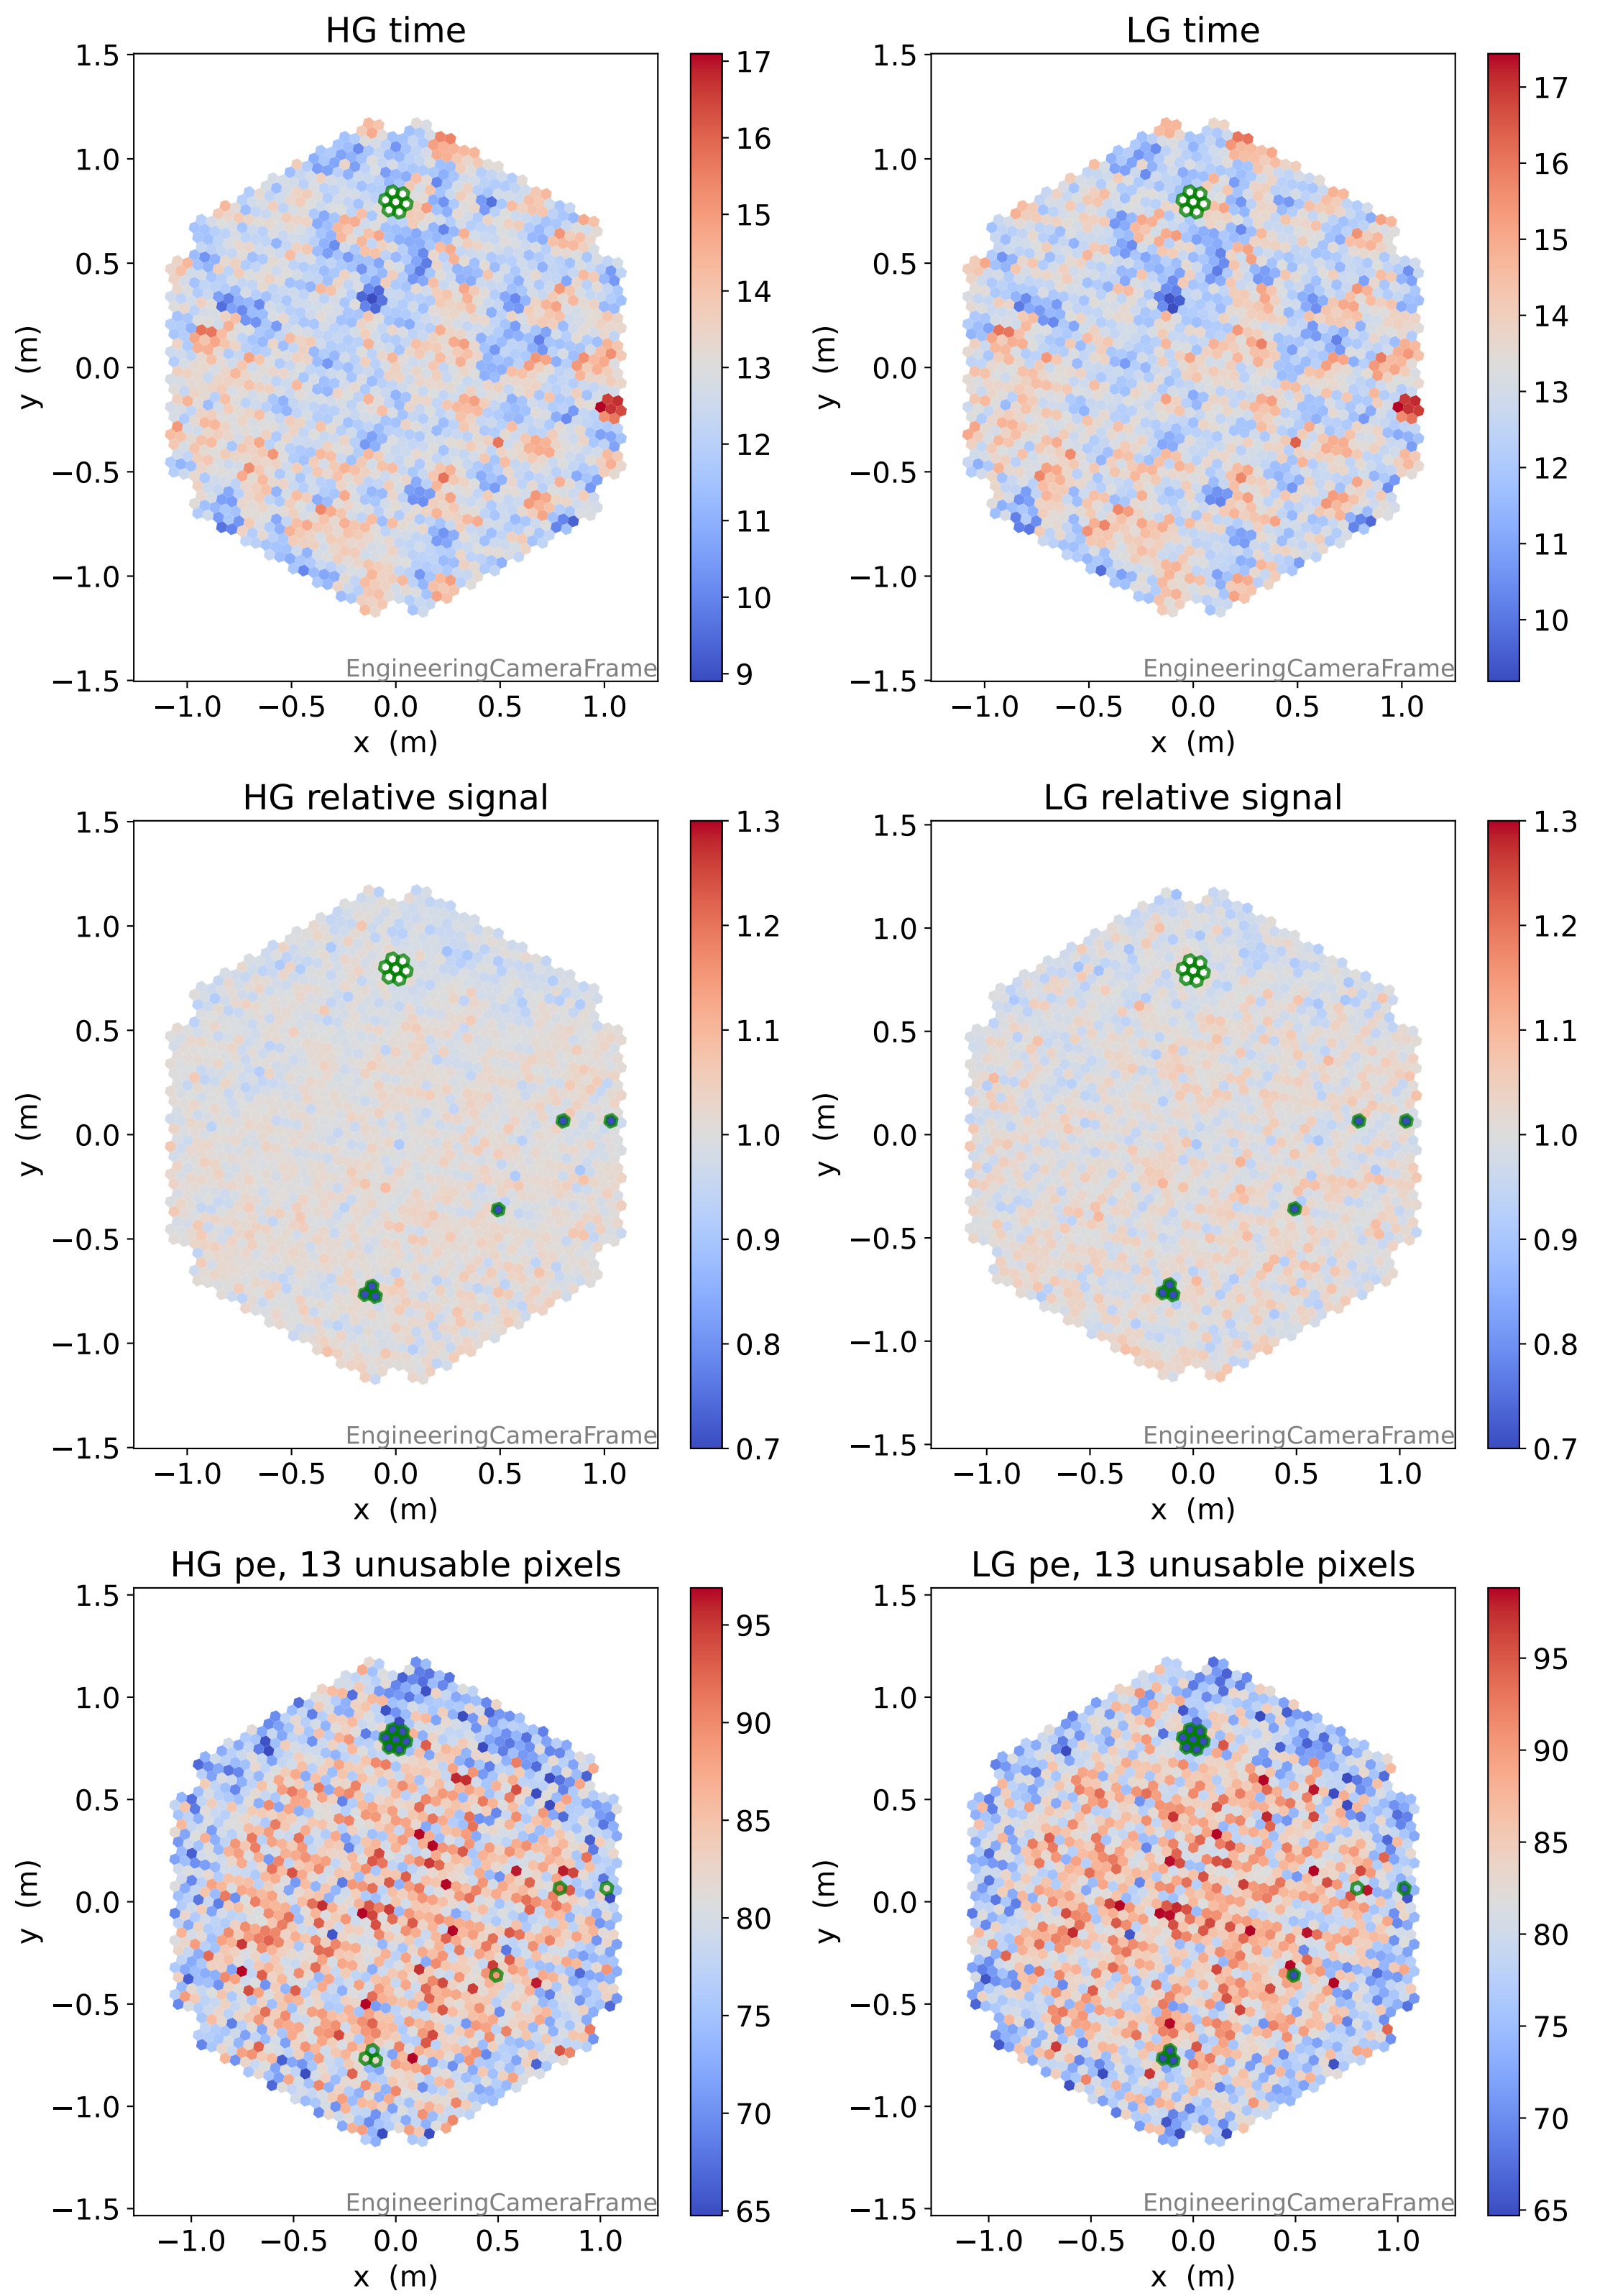 HG time
1.5
1.0
0.5
0.0
−0.5
−1.0
−1.5
y (m)
−1.0 −0.5 0.0 0.5 1.0
x (m)
EngineeringCameraFrame
17
16
15
14
13
12
11
10
9
LG time
1.5
1.0
0.5
0.0
−0.5
−1.0
−1.5
y (m)
−1.0 −0.5 0.0 0.5 1.0
x (m)
EngineeringCameraFrame
17
16
15
14
13
12
11
10
HG relative signal
1.5
1.0
0.5
0.0
−0.5
−1.0
−1.5
y (m)
−1.0 −0.5 0.0 0.5 1.0
x (m)
EngineeringCameraFrame
1.3
1.2
1.1
1.0
0.9
0.8
0.7
LG relative signal
1.5
1.0
0.5
0.0
−0.5
−1.0
−1.5
y (m)
−1.0 −0.5 0.0 0.5 1.0
x (m)
EngineeringCameraFrame
1.3
1.2
1.1
1.0
0.9
0.8
0.7
HG pe, 13 unusable pixels
1.5
1.0
0.5
0.0
−0.5
−1.0
−1.5
y (m)
−1.0 −0.5 0.0 0.5 1.0
x (m)
EngineeringCameraFrame
95
90
85
80
75
70
65
LG pe, 13 unusable pixels
1.5
1.0
0.5
0.0
−0.5
−1.0
−1.5
y (m)
−1.0 −0.5 0.0 0.5 1.0
x (m)
EngineeringCameraFrame
95
90
85
80
75
70
65